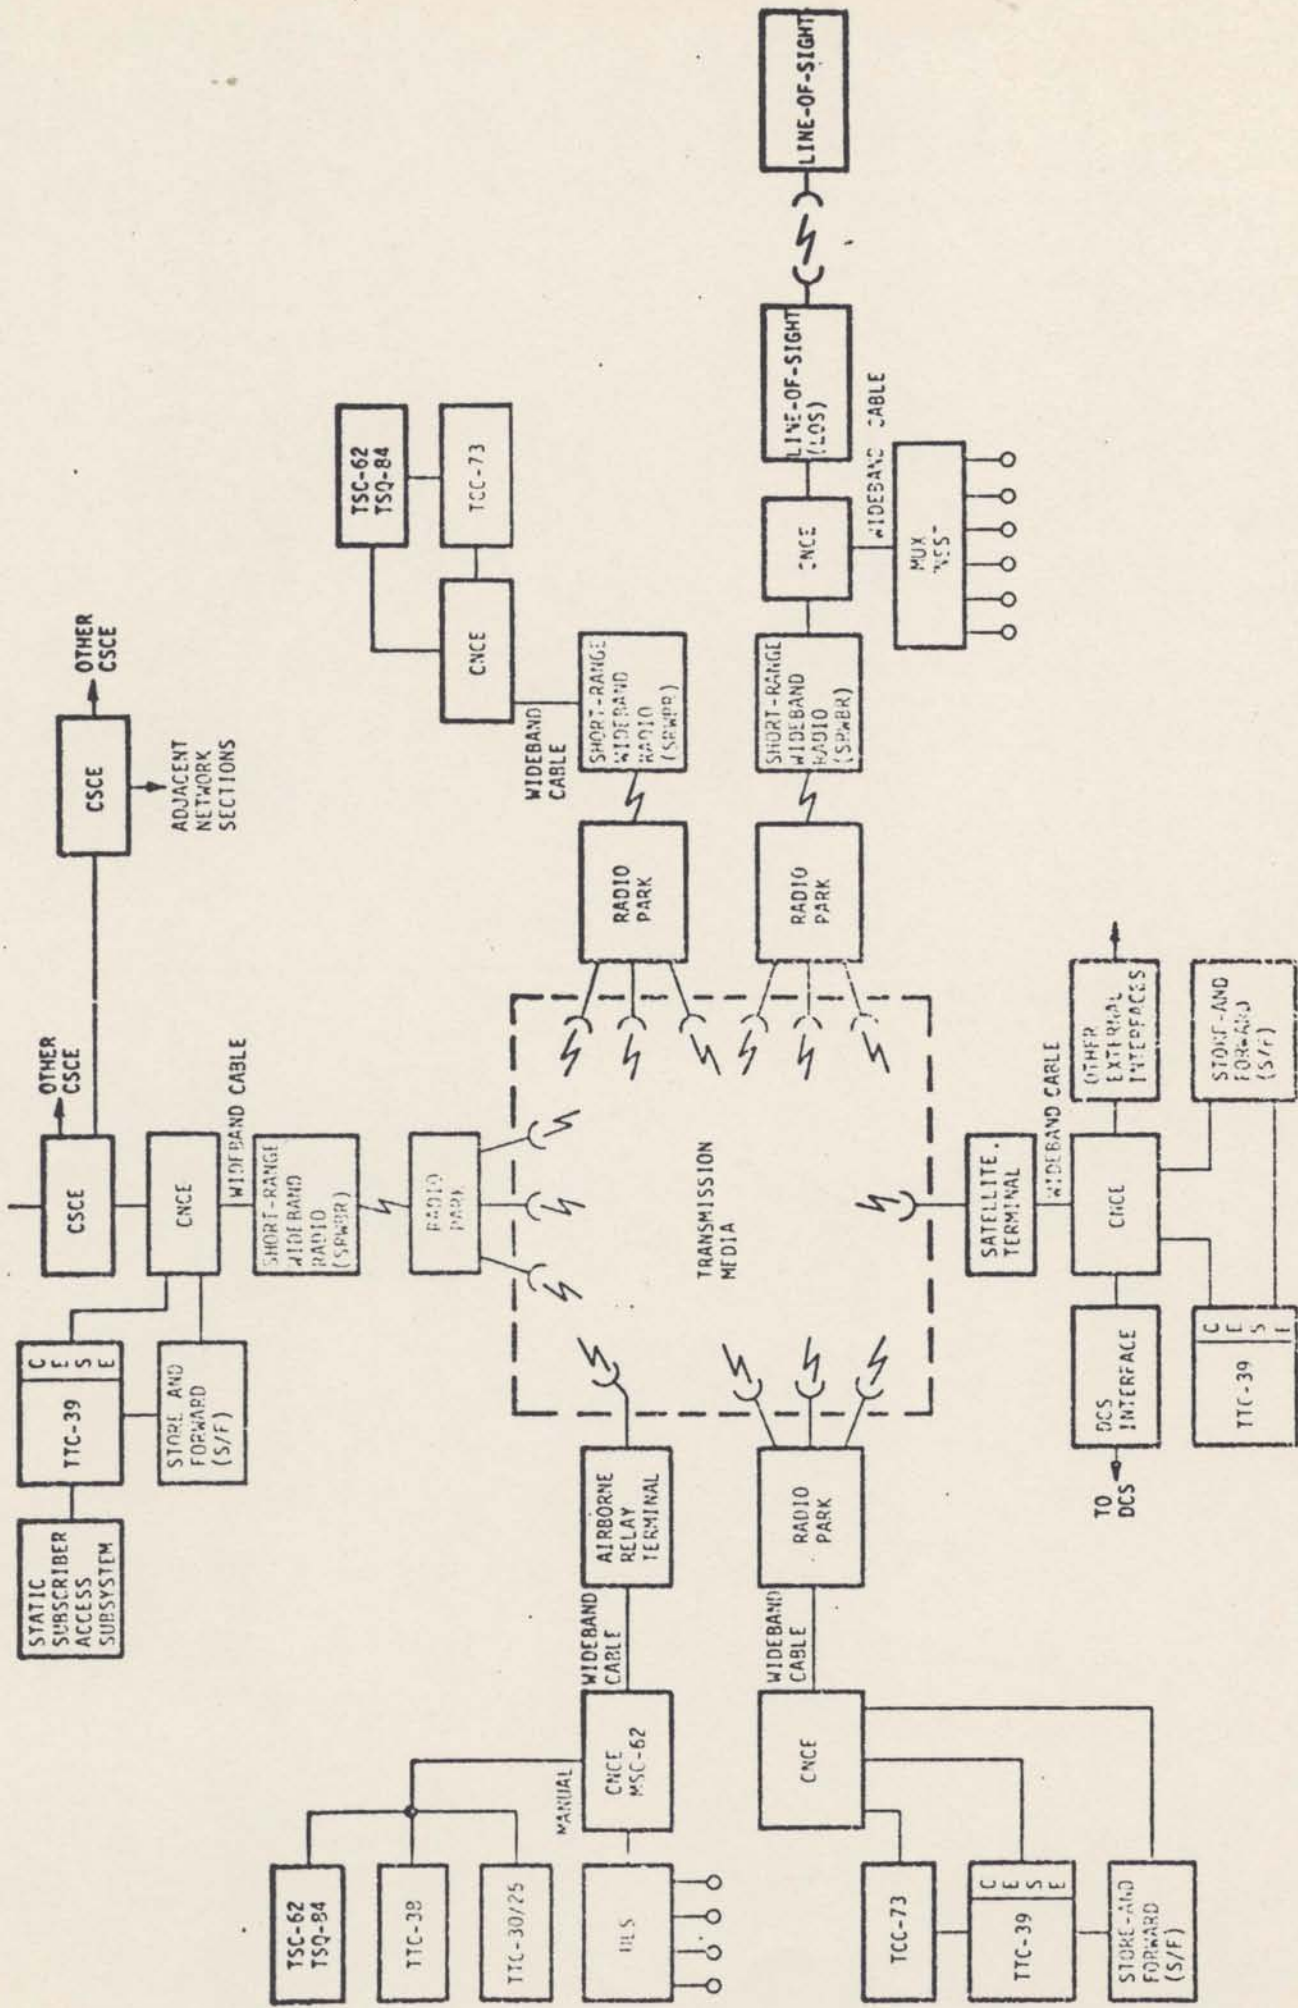 STATIC
SUBSCRIBER
ACCESS
SUBSYSTEM
TTC-39
C
E
S
E
STORE AND
FORWARD
(S/F)
CSCE
OTHER
CSCE
CNCE
WIDEBAND CABLE
SHORT-RANGE
WIDEBAND
RADIO
(SRWBR)
RADIO
PARK
CSCE
OTHER
CSCE
ADJACENT
NETWORK
SECTIONS
TSC-62
TSQ-84
TTC-38
TTC-30/25
MANUAL
CNCE
MSC-62
WIDEBAND
CABLE
AIRBORNE
RELAY
TERMINAL
TRANSMISSION
MEDIA
RADIO
PARK
SHORT-RANGE
WIDEBAND
RADIO
(SRWBR)
WIDEBAND
CABLE
CNCE
TSC-62
TSQ-84
TCC-73
TCC-73
TTC-39
C
E
S
E
STORE-AND
FORWARD
(S/F)
CNCE
WIDEBAND
CABLE
RADIO
PARK
RADIO
PARK
SHORT-RANGE
WIDEBAND
RADIO
(SRWBR)
CNCE
WIDEBAND CABLE
MUX
LINE-OF-SIGHT
(LOS)
LINE-OF-SIGHT
SATELLITE
TERMINAL
WIDEBAND CABLE
TO
DCS
DCS
INTERFACE
CNCE
OTHER
EXTERNAL
INTERFACES
TTC-39
C
E
S
E
STORE-AND
FORWARD
(S/F)